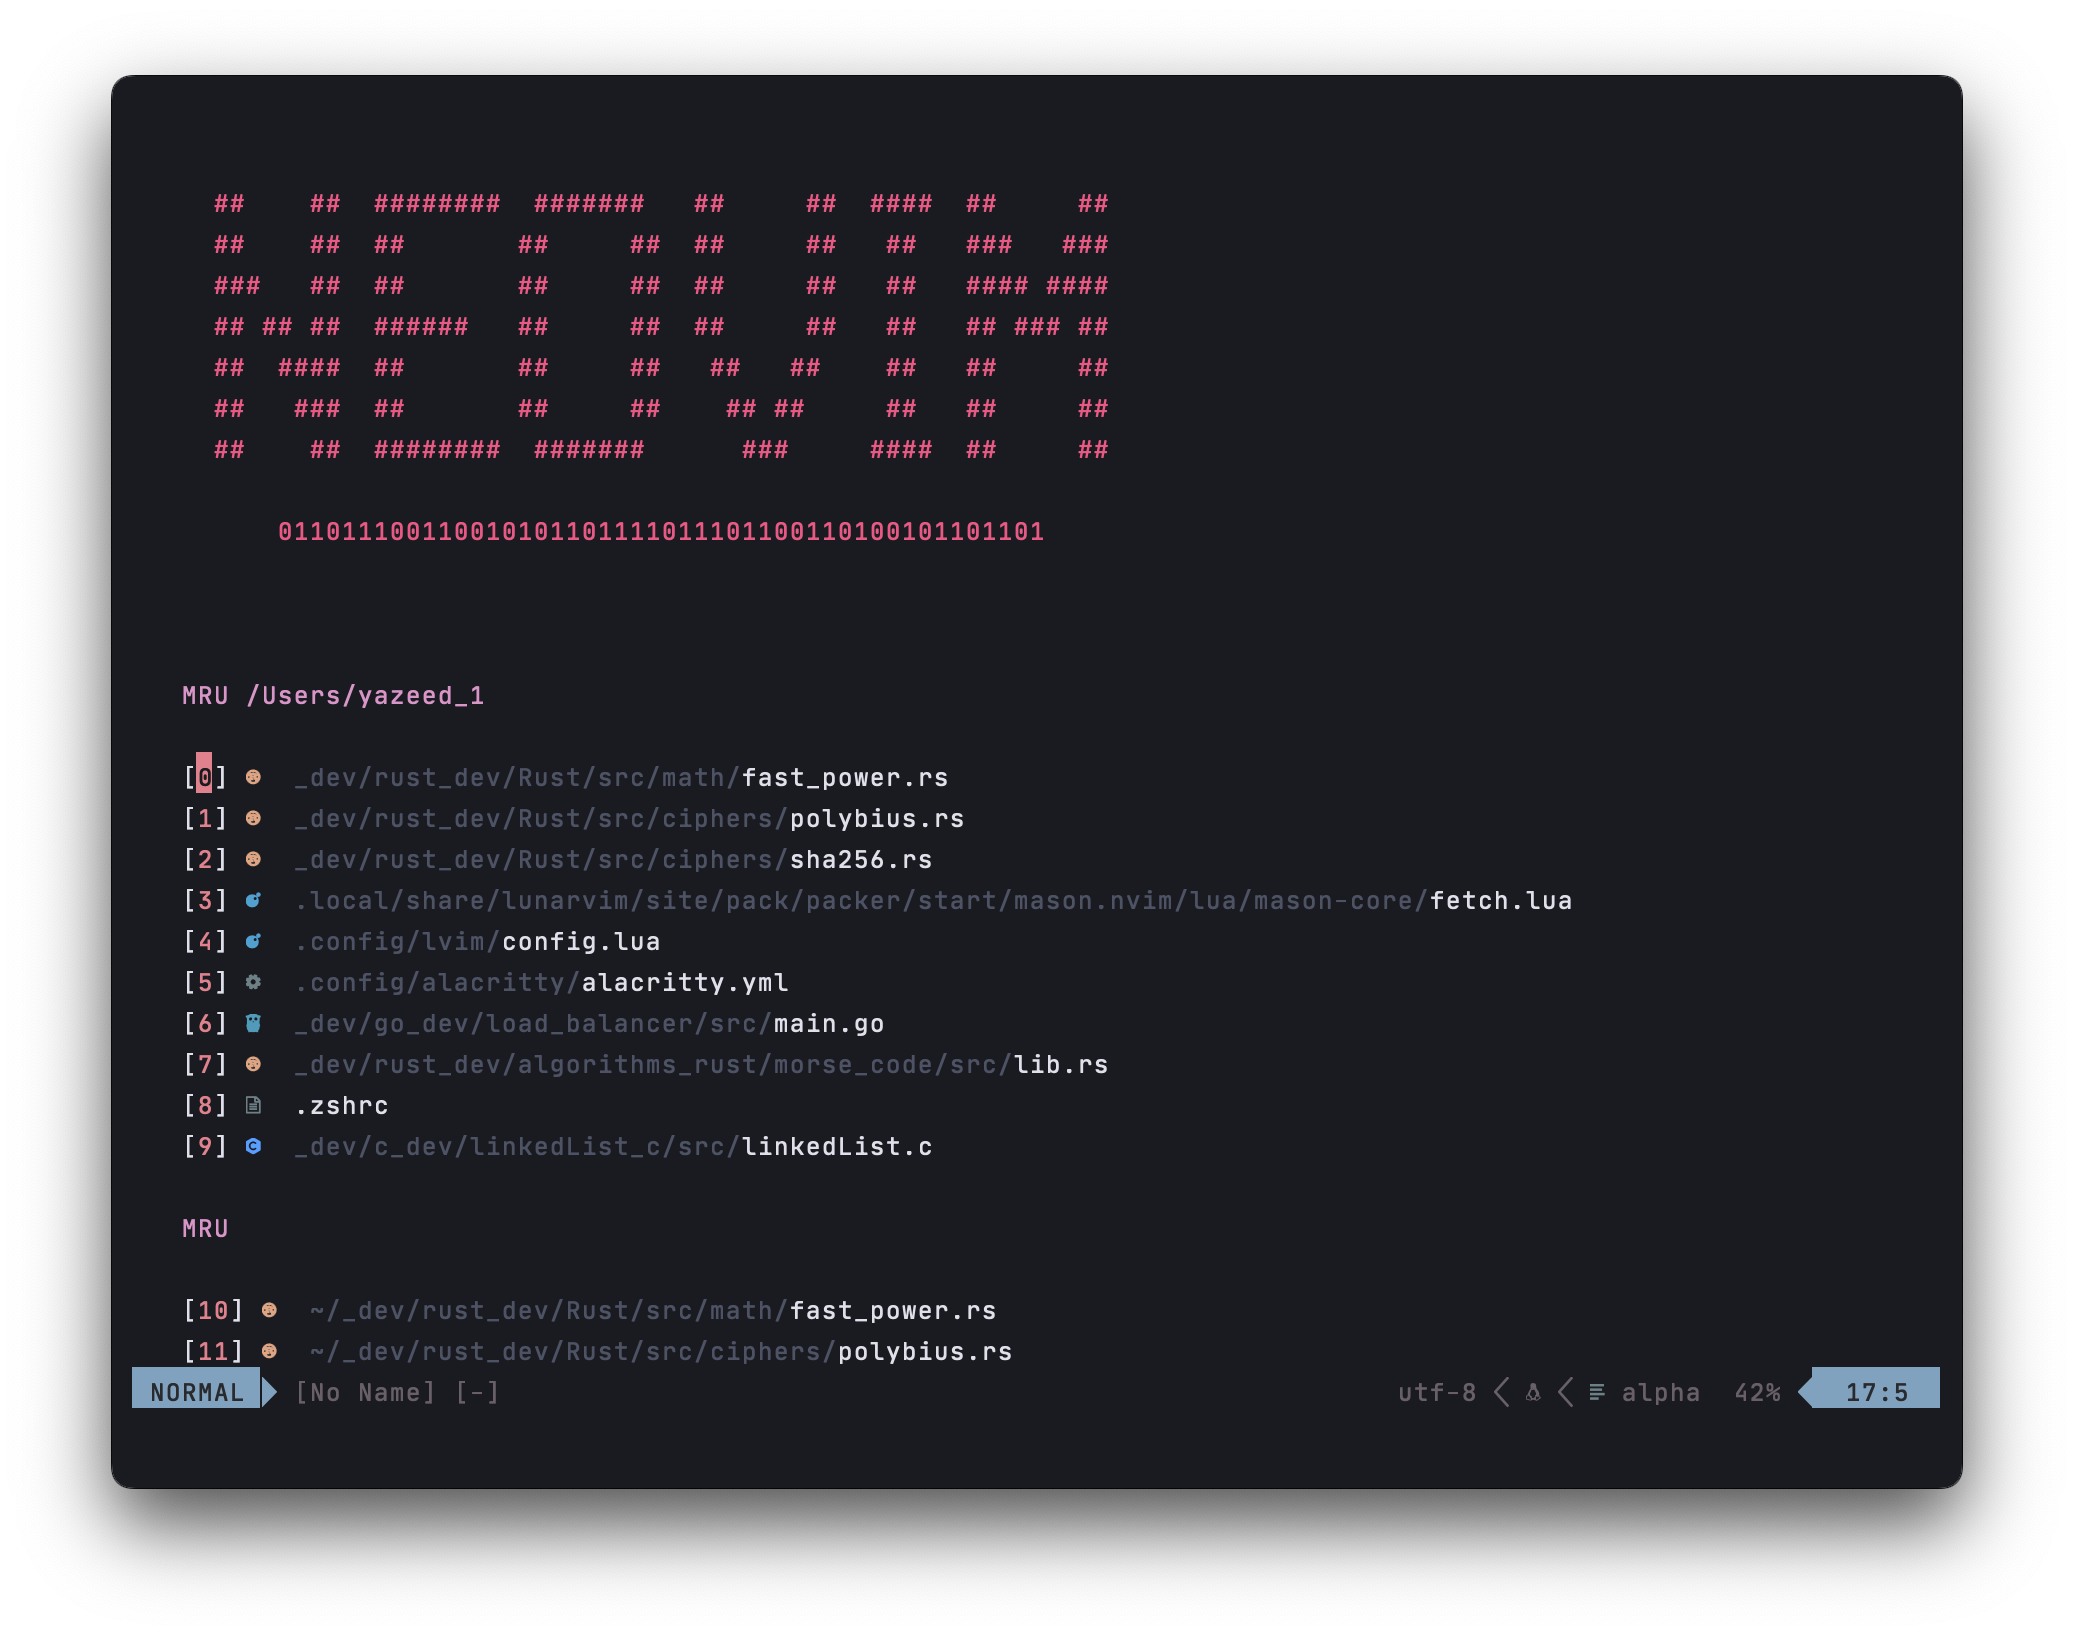 ##    ##  ########  #######   ##     ##  ####  ##     ##
##    ##  ##       ##     ##  ##     ##   ##   ###   ###
###   ##  ##       ##     ##  ##     ##   ##   #### ####
## ## ##  ######   ##     ##  ##     ##   ##   ## ### ##
##  ####  ##       ##     ##   ##   ##    ##   ##     ##
##   ###  ##       ##     ##    ## ##     ##   ##     ##
##    ##  ########  #######      ###     ####  ##     ##
011011100110010101101111011101100110100101101101
MRU /Users/yazeed_1
[0] _dev/rust_dev/Rust/src/math/fast_power.rs
[1] _dev/rust_dev/Rust/src/ciphers/polybius.rs
[2] _dev/rust_dev/Rust/src/ciphers/sha256.rs
[3] .local/share/lunarvim/site/pack/packer/start/mason.nvim/lua/mason-core/fetch.lua
[4] .config/lvim/config.lua
[5] .config/alacritty/alacritty.yml
[6] _dev/go_dev/load_balancer/src/main.go
[7] _dev/rust_dev/algorithms_rust/morse_code/src/lib.rs
[8] .zshrc
[9] _dev/c_dev/linkedList_c/src/linkedList.c
MRU
[10] ~/_dev/rust_dev/Rust/src/math/fast_power.rs
[11] ~/_dev/rust_dev/Rust/src/ciphers/polybius.rs
NORMAL [No Name] [-] utf-8 alpha 42% 17:5